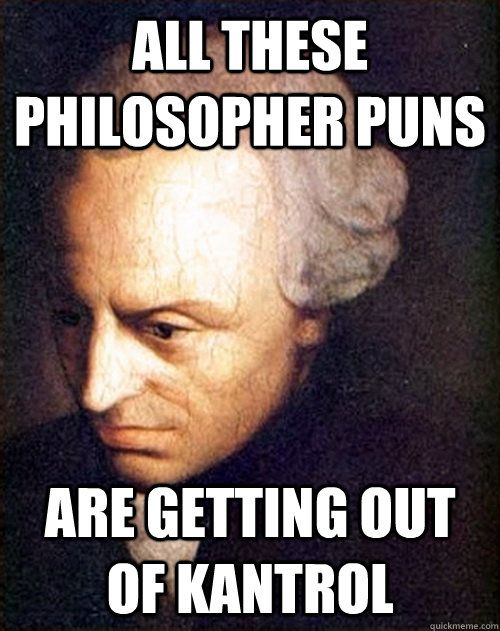 ALL THESE
PHILOSOPHER PUNS
ARE GETTING OUT
OF KANTROL
quickmeme.com